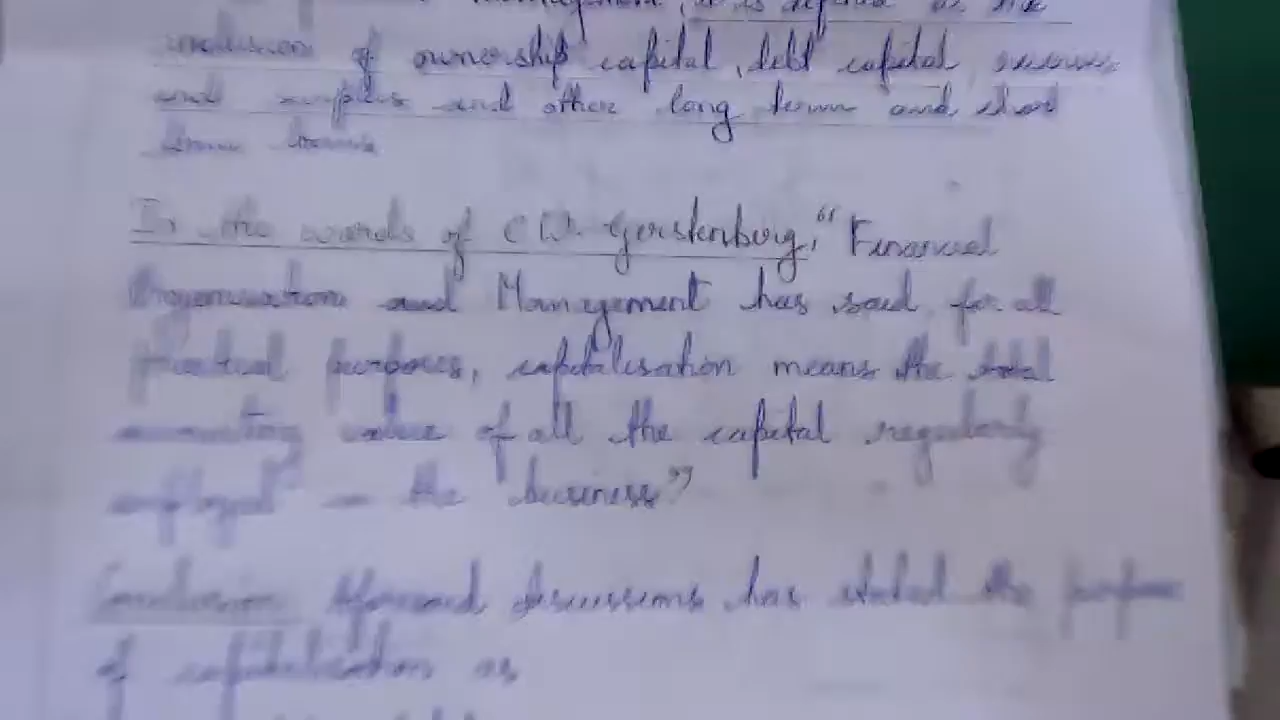 management, it is defined as the
inclusion of ownership capital, debt capital,
and surplus and other long term and short
term
In the words of C W. Gerstenburg, "Financial
Organisation and Management has said, for all
practical purposes, capitalisation means the total
accounting value of all the capital regularly
employed in the business"
Conclusion Aforesaid discussions has stated the purpose
of capitalisation as